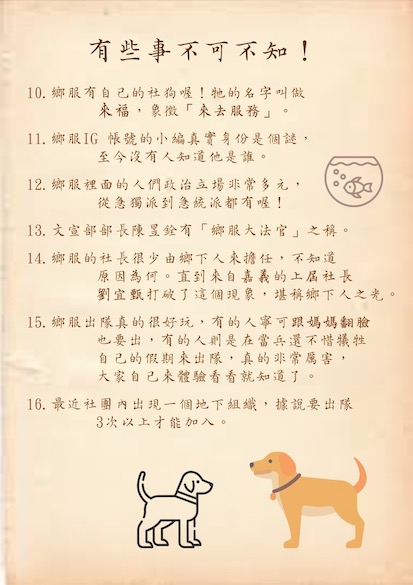 有些事不可不知！
10.鄉服有自己的社狗喔！牠的名字叫做
來福，象徵「來去服務」。
11.鄉服IG 帳號的小編真實身份是個謎，
至今沒有人知道他是誰。
12.鄉服裡面的人們政治立場非常多元，
從急獨派到急統派都有喔！
13.文宣部部長陳昱銓有「鄉服大法官」之稱。
14.鄉服的社長很少由鄉下人來擔任，不知道
原因為何。直到來自嘉義的上屆社長
劉宜甄打破了這個現象，堪稱鄉下人之光。
15.鄉服出隊真的很好玩，有的人寧可跟媽媽翻臉
也要出，有的人則是在當兵還不惜犠牲
自己的假期來出隊，真的非常厲害，
大家自己來體驗看看就知道了。
16.最近社團內出現一個地下組織，據說要出隊
3次以上才能加入。